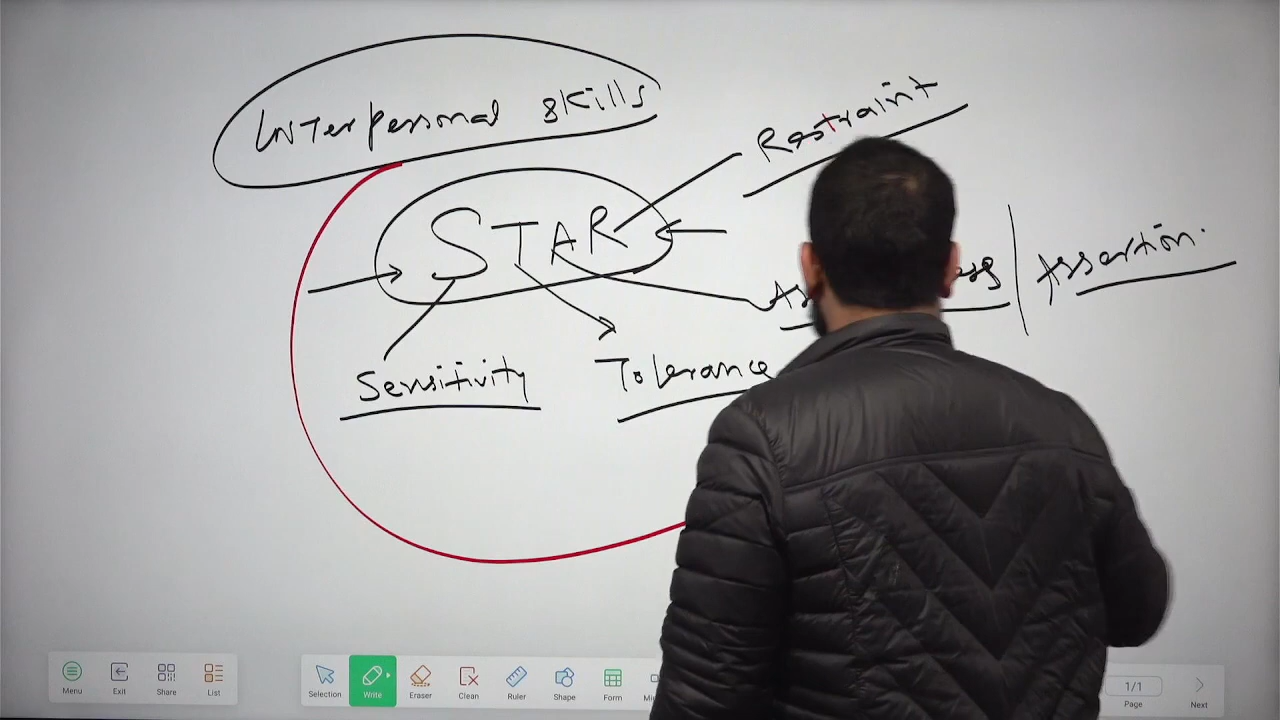 Interpersonal skills
Restraint
STAR
Assertion.
Sensitivity
Tolerance
Menu
Exit
Share
List
Selection
Write
Eraser
Clean
Ruler
Shape
Form
1/1
Page
Next